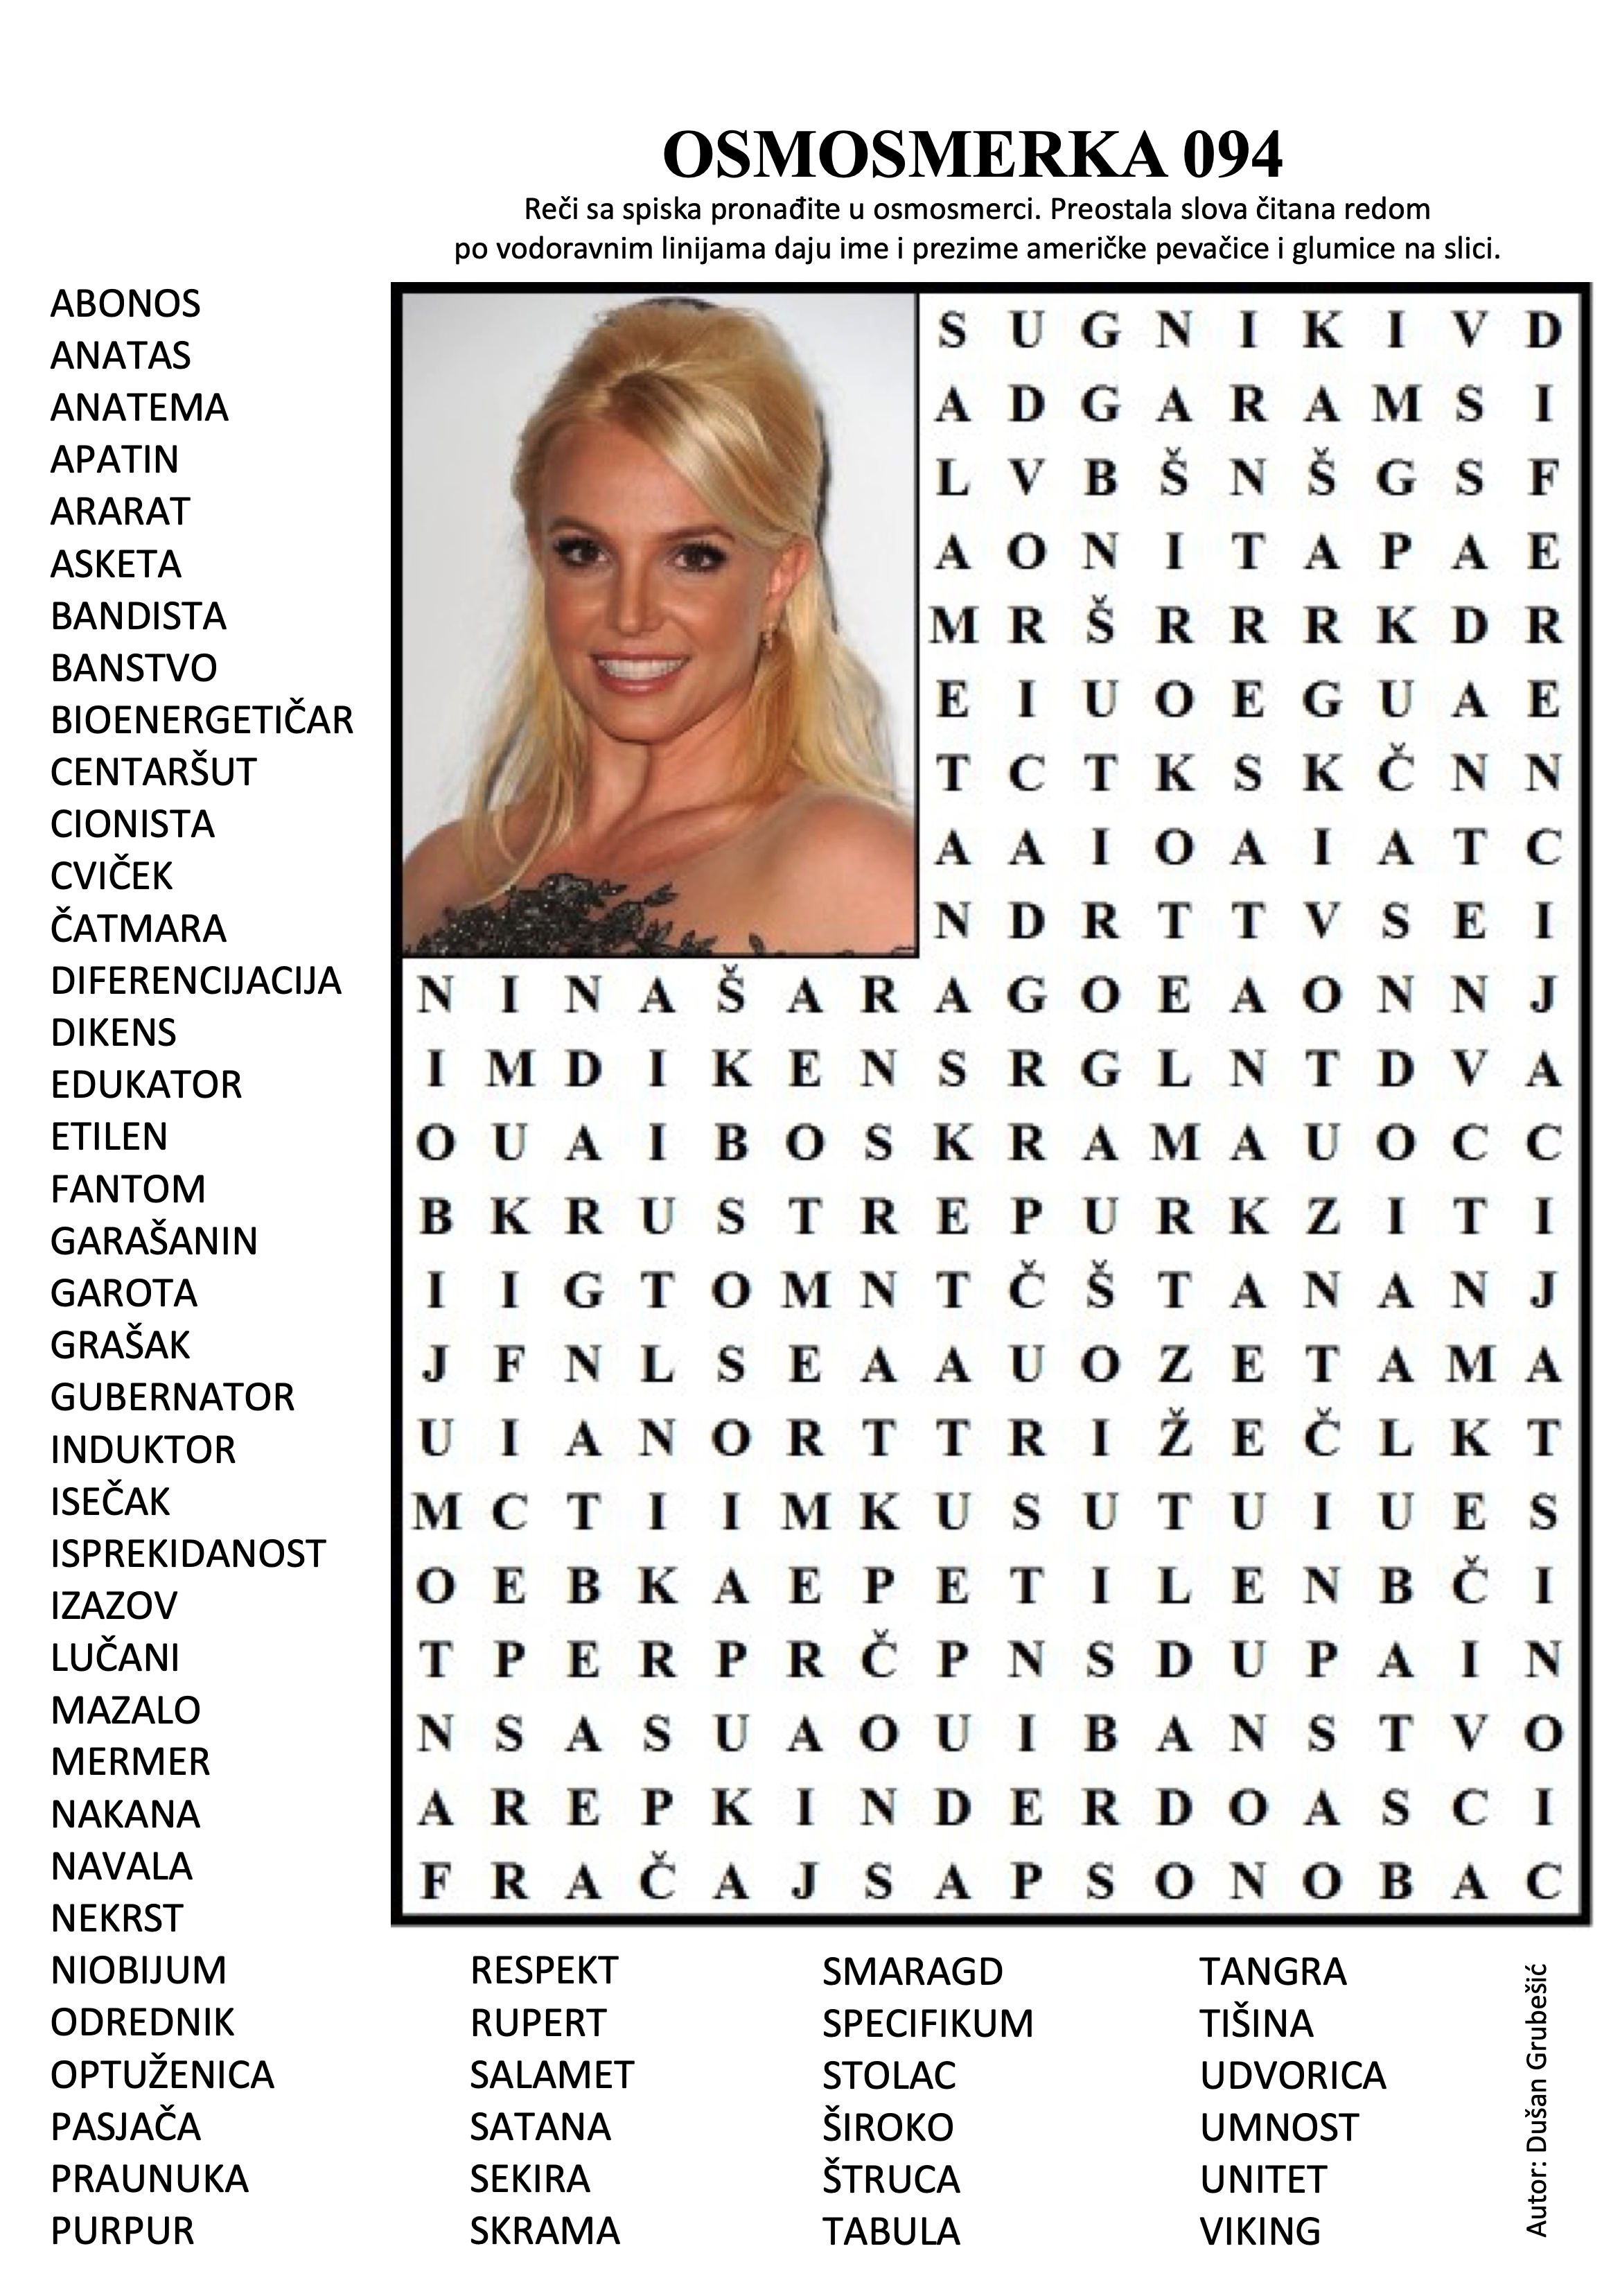 OSMOSMERKA 094
Reči sa spiska pronađite u osmosmerci. Preostala slova čitana redom
po vodoravnim linijama daju ime i prezime američke pevačice i glumice na slici.
ABONOS
ANATAS
ANATEMA
APATIN
ARARAT
ASKETA
BANDISTA
BANSTVO
BIOENERGETIČAR
CENTARŠUT
CIONISTA
CVIČEK
ČATMARA
DIFERENCIJACIJA
DIKENS
EDUKATOR
ETILEN
FANTOM
GARAŠANIN
GAROTA
GRAŠAK
GUBERNATOR
INDUKTOR
ISEČAK
ISPREKIDANOST
IZAZOV
LUČANI
MAZALO
MERMER
NAKANA
NAVALA
NEKRST
NIOBIJUM
ODREDNIK
OPTUŽENICA
PASJAČA
PRAUNUKA
PURPUR
S U G N I K I V D
A D G A R A M S I
L V B Š N Š G S F
A O N I T A P A E
M R Š R R R K D R
E I U O E G U A E
T C T K S K Č N N
A A I O A I A T C
N D R T T V S E I
N I N A Š A R A G O E A O N N J
I M D I K E N S R G L N T D V A
O U A I B O S K R A M A U O C C
B K R U S T R E P U R K Z I T I
I I G T O M N T Č Š T A N A N J
J F N L S E A A U O Z E T A M A
U I A N O R T T R I Ž E Č L K T
M C T I I M K U S U T U I U E S
O E B K A E P E T I L E N B Č I
T P E R P R Č P N S D U P A I N
N S A S U A O U I B A N S T V O
A R E P K I N D E R D O A S C I
F R A Č A J S A P S O N O B A C
RESPEKT
RUPERT
SALAMET
SATANA
SEKIRA
SKRAMA
SMARAGD
SPECIFIKUM
STOLAC
ŠIROKO
ŠTRUCA
TABULA
TANGRA
TIŠINA
UDVORICA
UMNOST
UNITET
VIKING
Autor: Dušan Grubešić